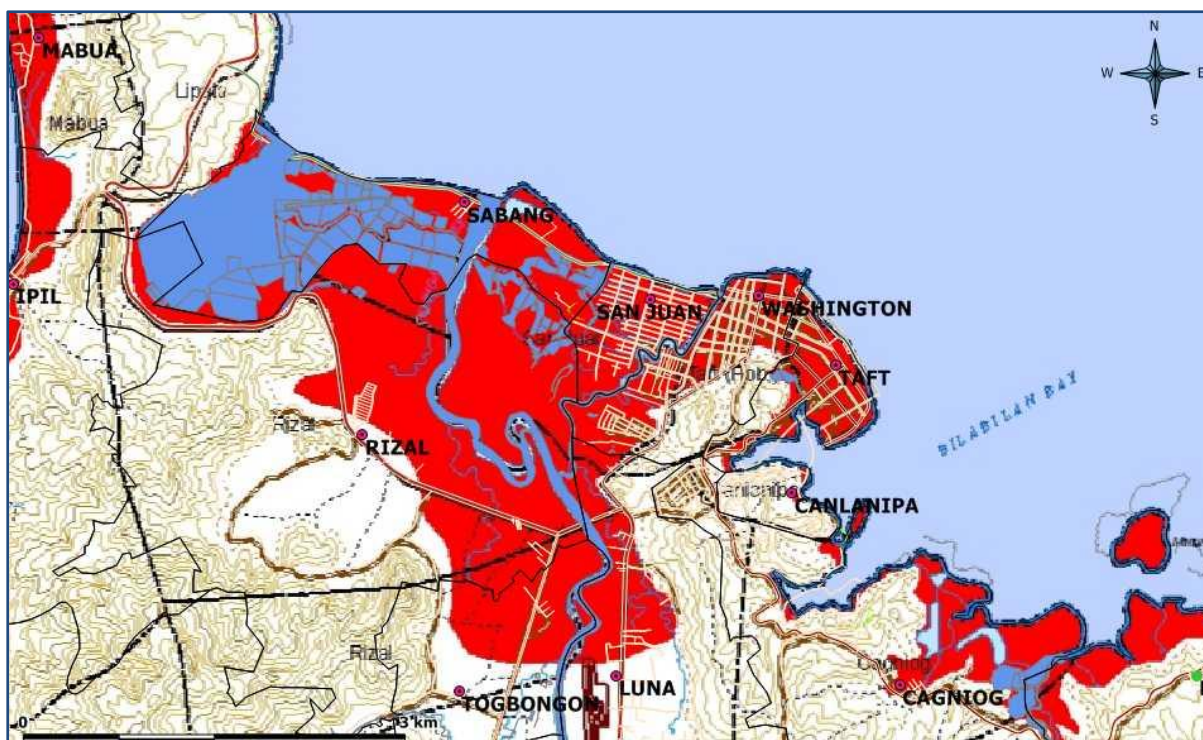 N
W E
S
MABUA
Lipata
Mabua
SABANG
IPIL
SAN JUAN
WASHINGTON
TAFT
BILABILAN BAY
Rizal
RIZAL
CANLANIPA
Cagniog
Rizal
CAGNIOG
LUNA
TOGBONGON
0 3 km